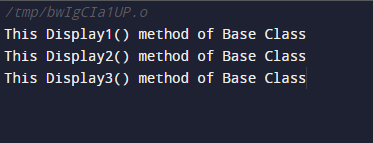 /tmp/bwIgCIa1UP.o
This Display1() method of Base Class
This Display2() method of Base Class
This Display3() method of Base Class